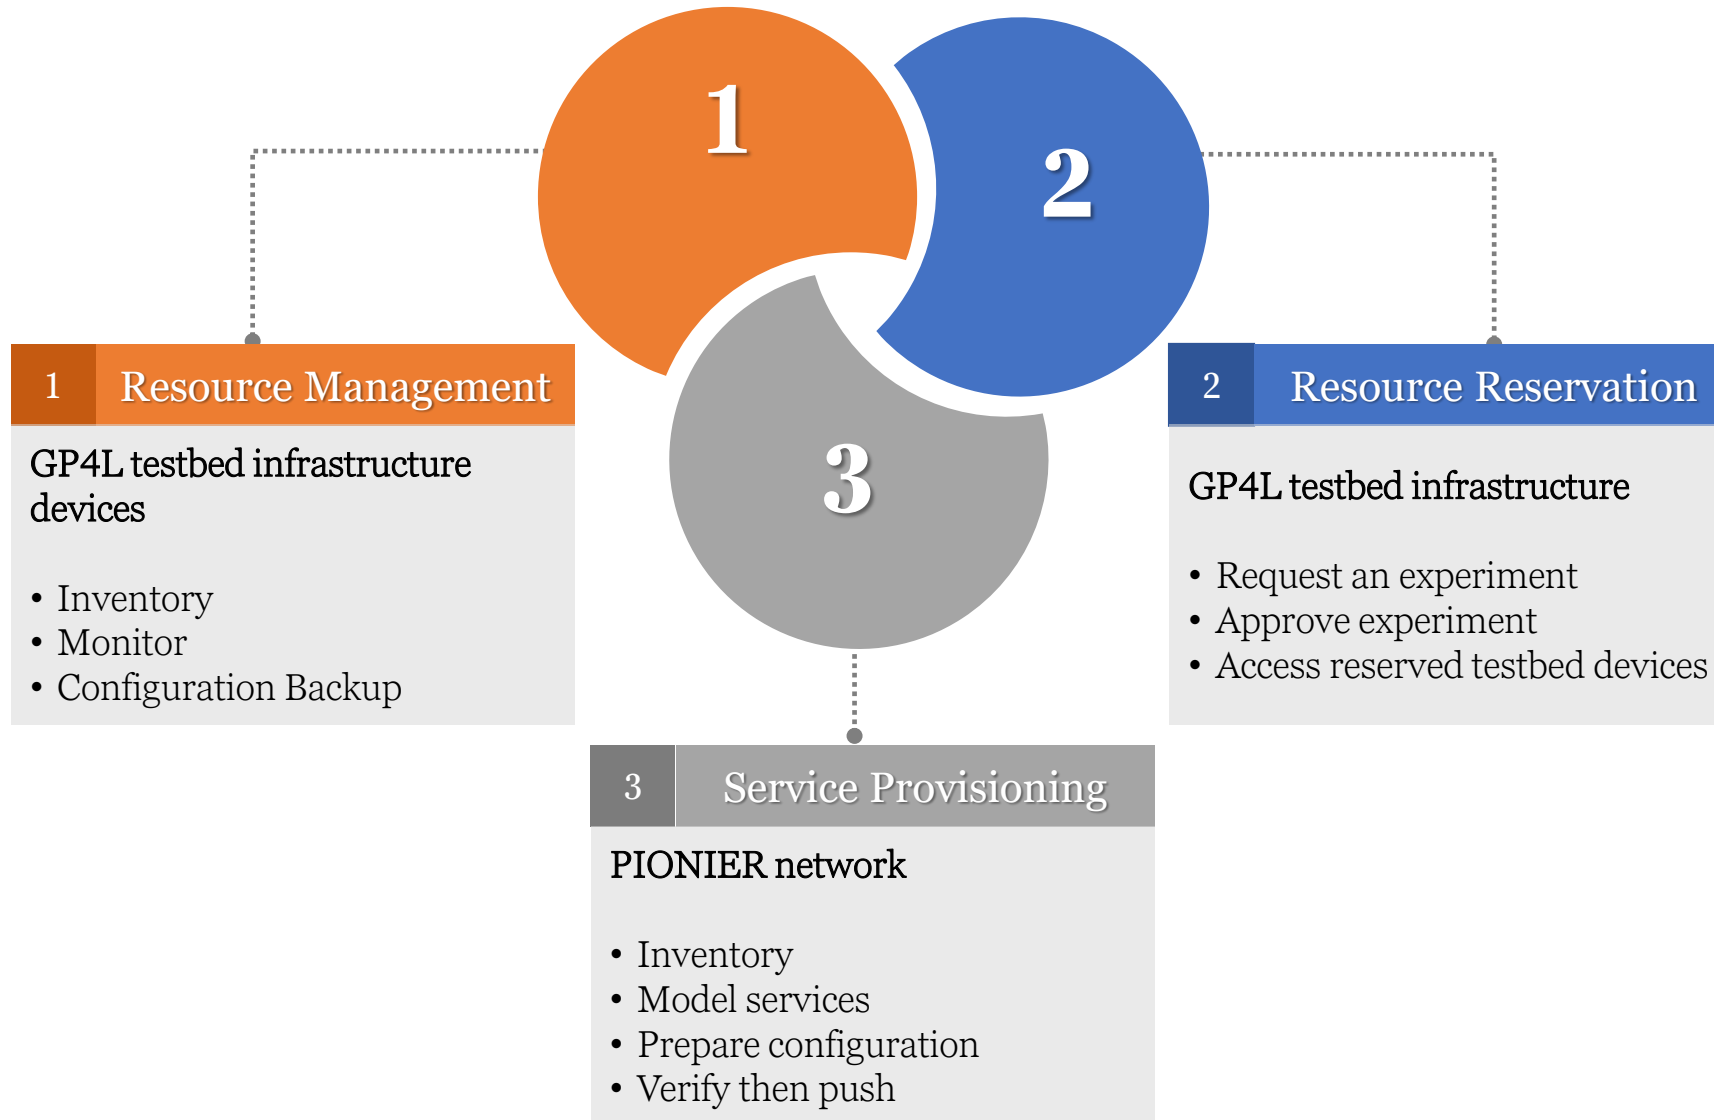 1
2
3
1 Resource Management
GP4L testbed infrastructure
devices
• Inventory
• Monitor
• Configuration Backup
2 Resource Reservation
GP4L testbed infrastructure
• Request an experiment
• Approve experiment
• Access reserved testbed devices
3 Service Provisioning
PIONIER network
• Inventory
• Model services
• Prepare configuration
• Verify then push